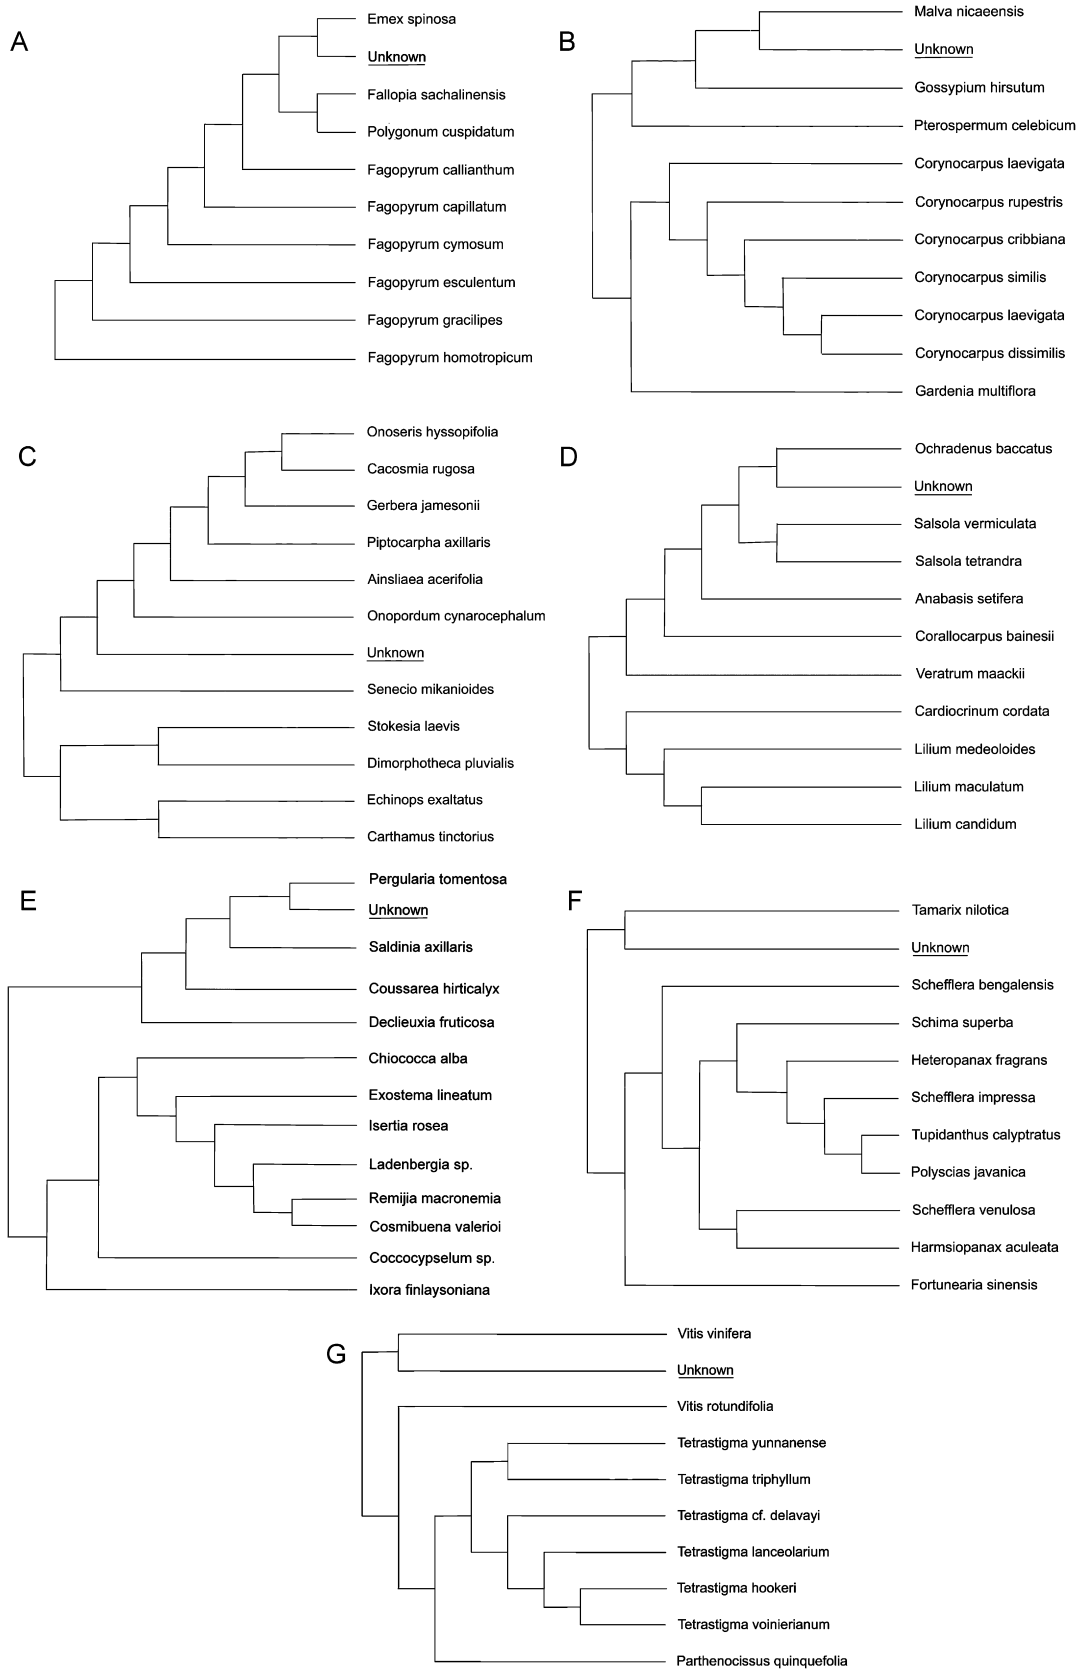 A
Emex spinosa
Unknown
Fallopia sachalinensis
Polygonum cuspidatum
Fagopyrum callianthum
Fagopyrum capillatum
Fagopyrum cymosum
Fagopyrum esculentum
Fagopyrum gracilipes
Fagopyrum homotropicum
B
Malva nicaeensis
Unknown
Gossypium hirsutum
Pterospermum celebicum
Corynocarpus laevigata
Corynocarpus rupestris
Corynocarpus cribbiana
Corynocarpus similis
Corynocarpus laevigata
Corynocarpus dissimilis
Gardenia multiflora
C
Onoseris hyssopifolia
Cacosmia rugosa
Gerbera jamesonii
Piptocarpha axillaris
Ainsliaea acerifolia
Onopordum cynarocephalum
Unknown
Senecio mikanioides
Stokesia laevis
Dimorphotheca pluvialis
Echinops exaltatus
Carthamus tinctorius
D
Ochradenus baccatus
Unknown
Salsola vermiculata
Salsola tetrandra
Anabasis setifera
Corallocarpus bainesii
Veratrum maackii
Cardiocrinum cordata
Lilium medeoloides
Lilium maculatum
Lilium candidum
E
Pergularia tomentosa
Unknown
Saldinia axillaris
Coussarea hirticalyx
Declieuxia fruticosa
Chiococca alba
Exostema lineatum
Isertia rosea
Ladenbergia sp.
Remijia macronemia
Cosmibuena valerioi
Coccocypselum sp.
Ixora finlaysoniana
F
Tamarix nilotica
Unknown
Schefflera bengalensis
Schima superba
Heteropanax fragrans
Schefflera impressa
Tupidanthus calyptratus
Polyscias javanica
Schefflera venulosa
Harmsiopanax aculeata
Fortunearia sinensis
G
Vitis vinifera
Unknown
Vitis rotundifolia
Tetrastigma yunnanense
Tetrastigma triphyllum
Tetrastigma cf. delavayi
Tetrastigma lanceolarium
Tetrastigma hookeri
Tetrastigma voinierianum
Parthenocissus quinquefolia